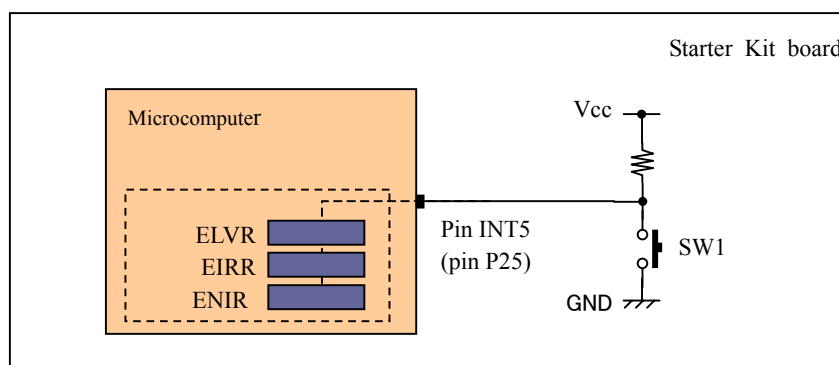 Starter Kit board
Microcomputer
Vcc
ELVR
EIRR
ENIR
Pin INT5
(pin P25)
SW1
GND